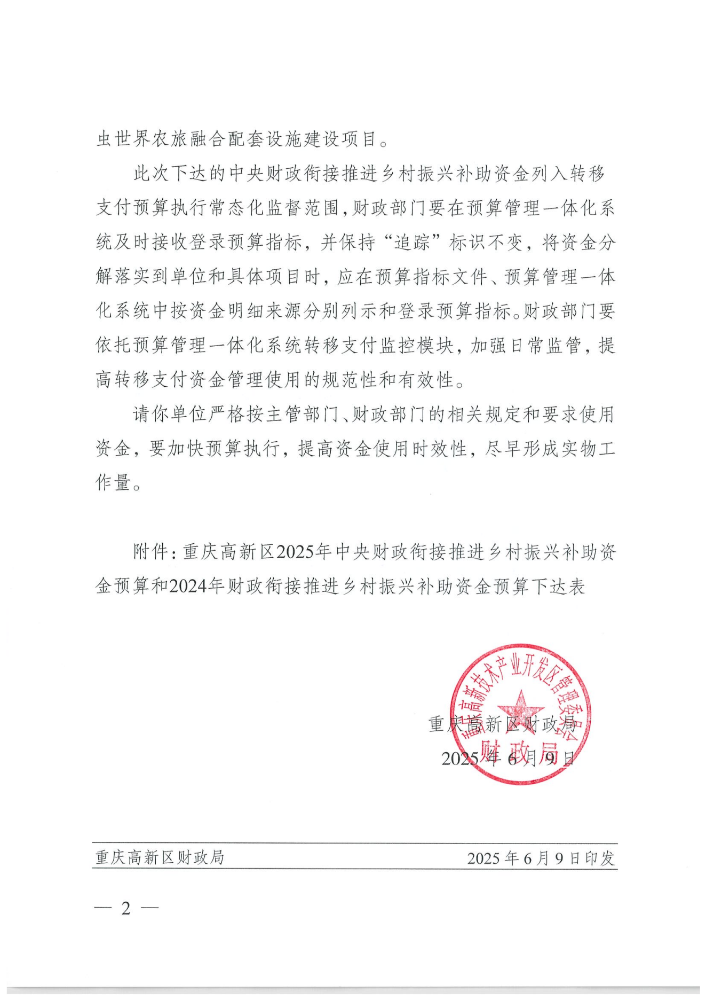 虫世界农旅融合配套设施建设项目。
此次下达的中央财政衔接推进乡村振兴补助资金列入转移
支付预算执行常态化监督范围，财政部门要在预算管理一体化系
统及时接收登录预算指标，并保持“追踪”标识不变，将资金分
解落实到单位和具体项目时，应在预算指标文件、预算管理一体
化系统中按资金明细来源分别列示和登录预算指标。财政部门要
依托预算管理一体化系统转移支付监控模块，加强日常监管，提
高转移支付资金管理使用的规范性和有效性。
请你单位严格按主管部门、财政部门的相关规定和要求使用
资金，要加快预算执行，提高资金使用时效性，尽早形成实物工
作量。
附件：重庆高新区2025年中央财政衔接推进乡村振兴补助资
金预算和2024年财政衔接推进乡村振兴补助资金预算下达表
重庆高新技术产业开发区管理委员会
重庆高新区财政局
财政局
2025年6月9日
重庆高新区财政局 2025年6月9日印发
— 2 —